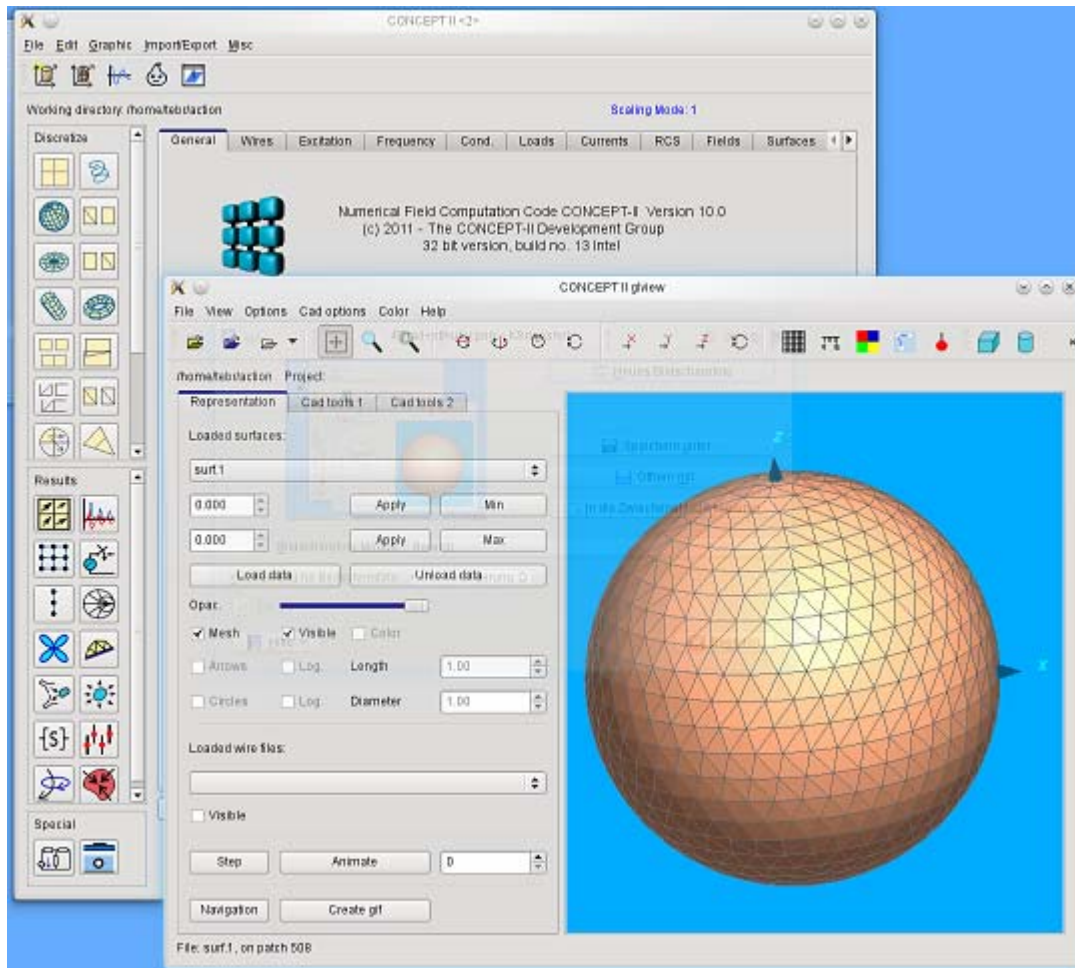 CONCEPT II <2>
File Edit Graphic Import/Export Misc
Working directory: /home/tebs/action
Scaling Mode: 1
Discretize
General Wires Excitation Frequency Cond. Loads Currents RCS Fields Surfaces
Numerical Field Computation Code CONCEPT-II Version 10.0
(c) 2011 - The CONCEPT-II Development Group
32 bit version, build no. 13 Intel
CONCEPT II glview
File View Options Cad options Color Help
/home/tebs/action Project:
Representation Cad tools 1 Cad tools 2
Loaded surfaces:
surf.1
0.000 Apply Min
0.000 Apply Max
Load data Unload data
Opac.
Mesh Visible Color
Arrows Log. Length 1.00
Circles Log. Diameter 1.00
Loaded wire files:
Visible
Step Animate 0
Navigation Create gif
File: surf.1, on patch 508
Z
X
Results
{S}
Special